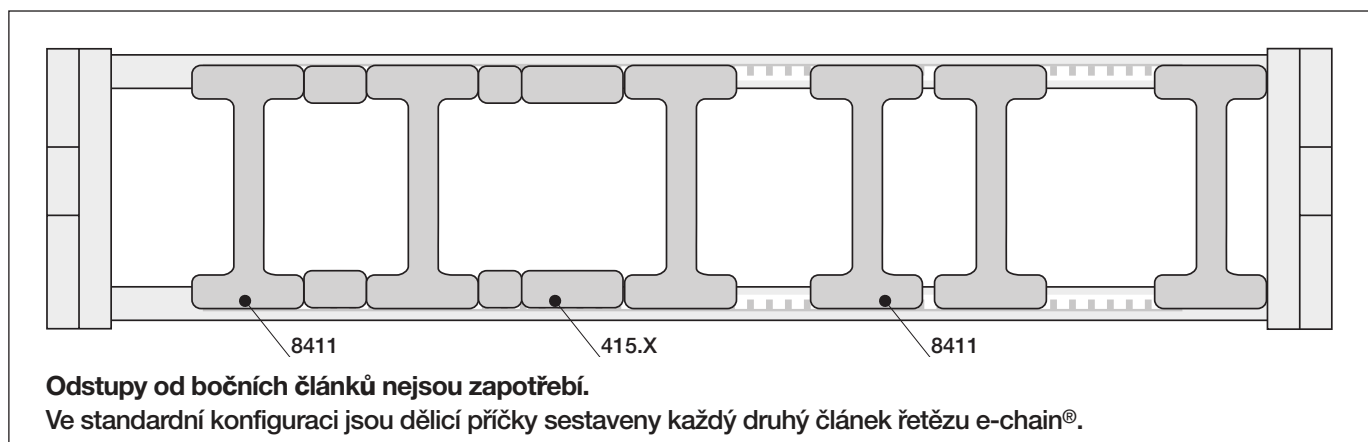 8411 415.X 8411
Odstupy od bočních článků nejsou zapotřebí.
Ve standardní konfiguraci jsou dělicí příčky sestaveny každý druhý článek řetězu e-chain®.